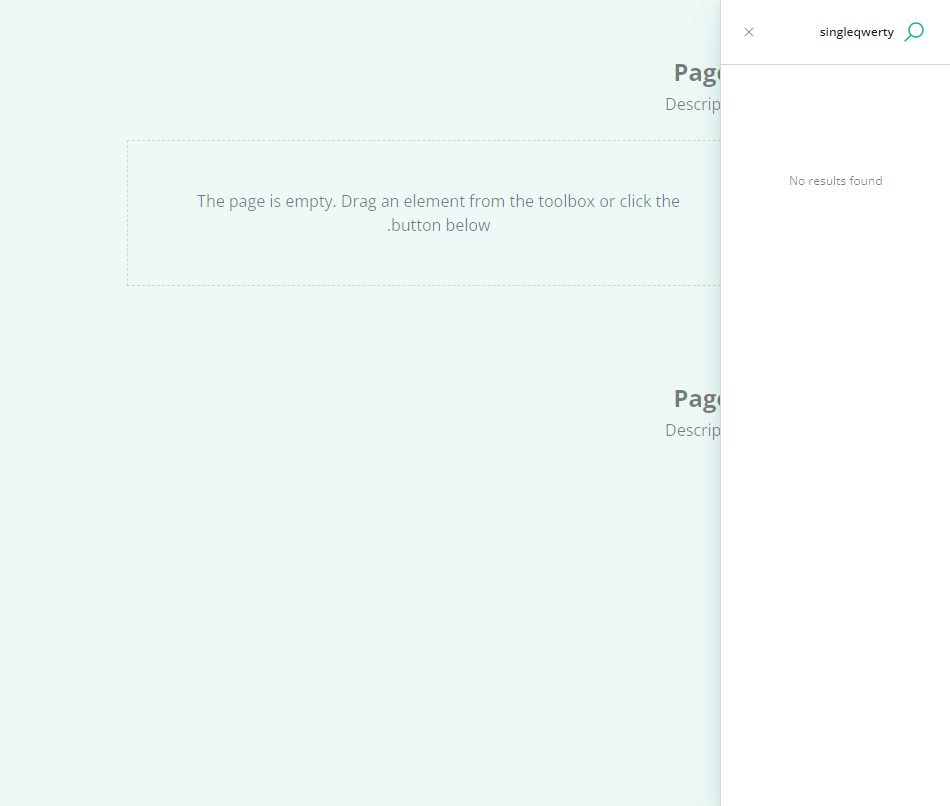 singleqwerty
No results found
Page
Descrip
The page is empty. Drag an element from the toolbox or click the
.button below
Page
Descrip